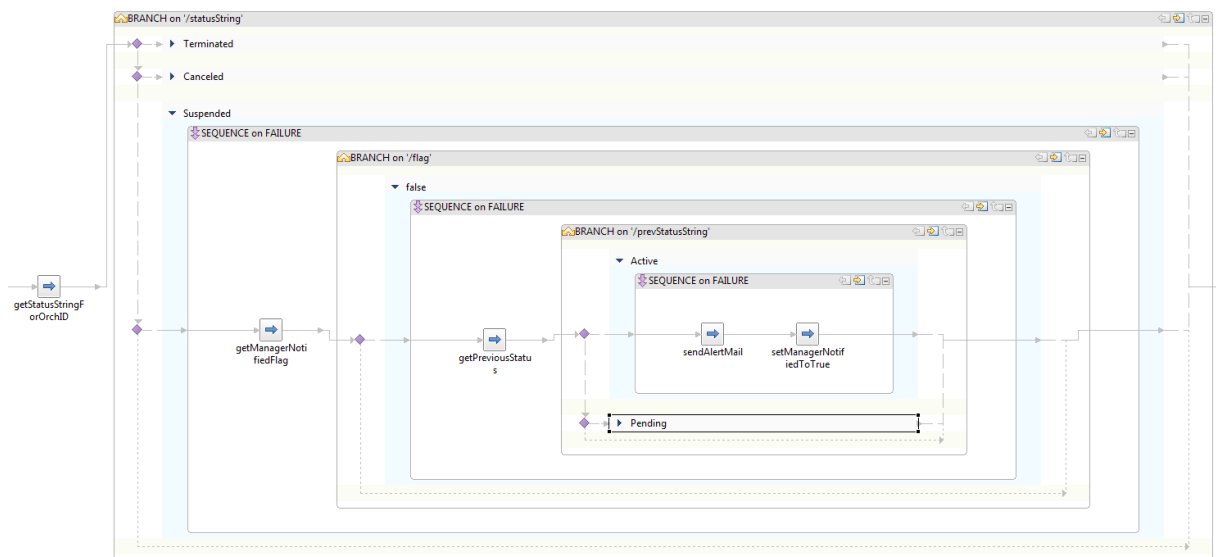 BRANCH on '/statusString'
Terminated
Canceled
Suspended
SEQUENCE on FAILURE
BRANCH on '/flag'
false
SEQUENCE on FAILURE
BRANCH on '/prevStatusString'
Active
SEQUENCE on FAILURE
getStatusStringF
orOrchID
getManagerNoti
fiedFlag
getPreviousStatu
s
sendAlertMail
setManagerNotif
iedToTrue
Pending